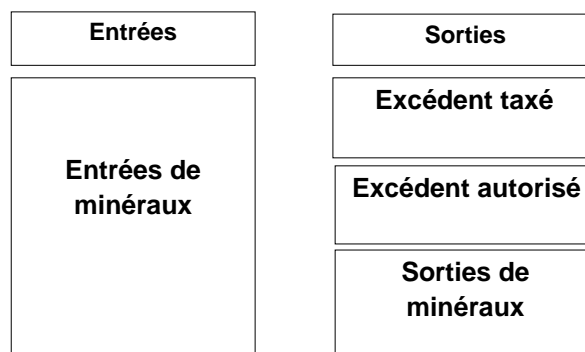 Entrées
Sorties
Entrées de
minéraux
Excédent taxé
Excédent autorisé
Sorties de
minéraux